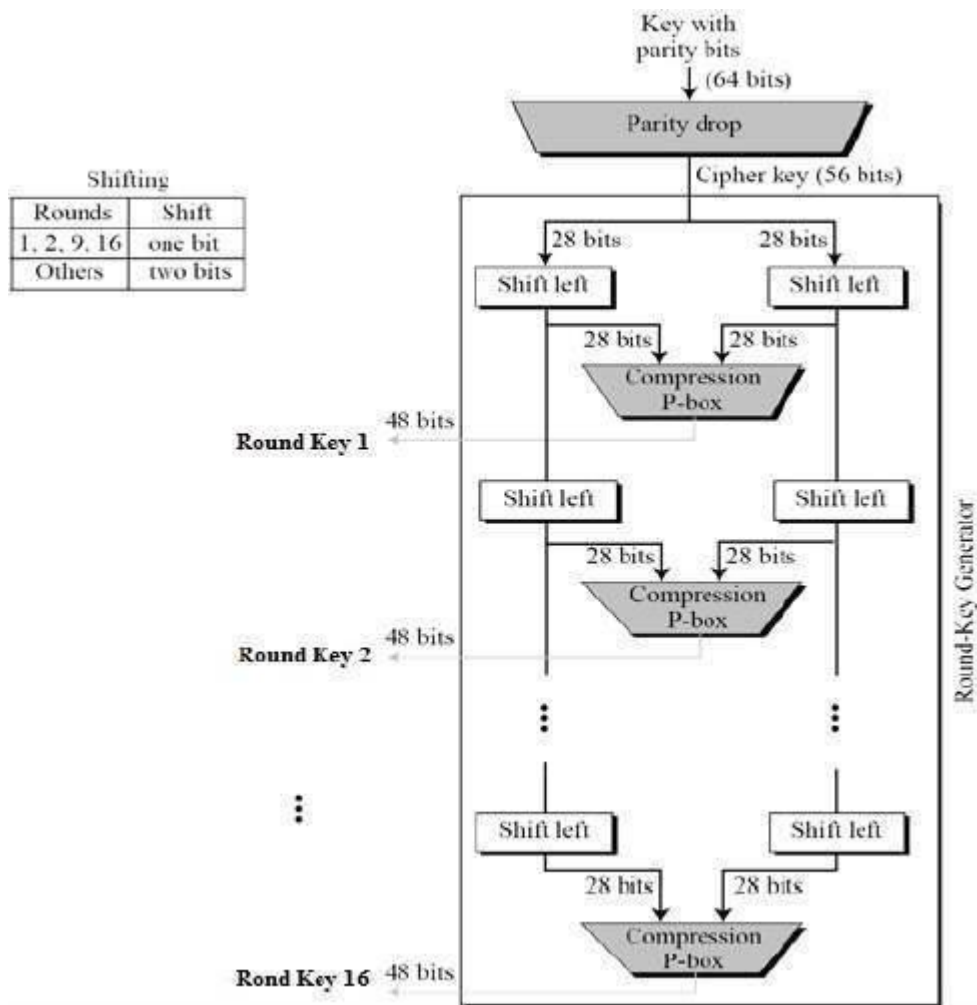 Key with
parity bits
(64 bits)
Parity drop
Cipher key (56 bits)
Shifting
Rounds Shift
1, 2, 9, 16 one bit
Others two bits
28 bits 28 bits
Shift left Shift left
28 bits 28 bits
Compression
P-box
48 bits
Round Key 1
Shift left Shift left
28 bits 28 bits
Compression
P-box
48 bits
Round Key 2
Round-Key Generator
Shift left Shift left
28 bits 28 bits
Compression
P-box
48 bits
Rond Key 16